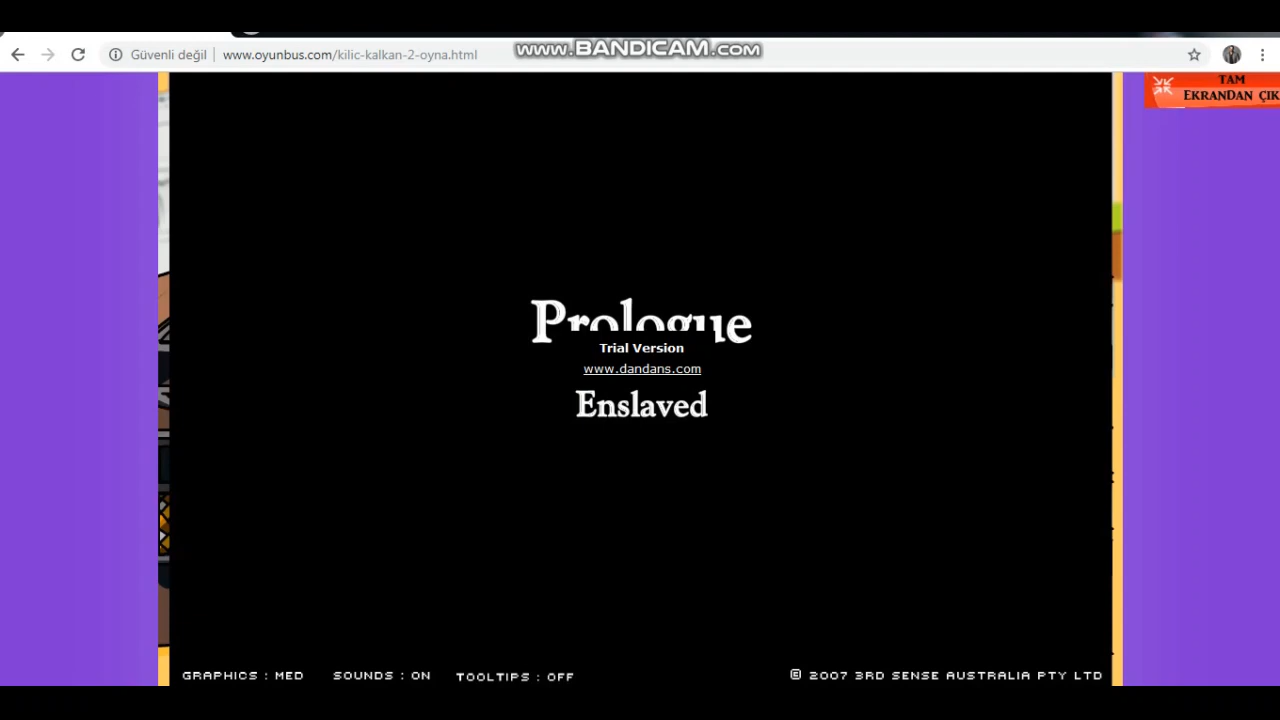 www.BANDICAM.com
Güvenli değil
www.oyunbus.com/kilic-kalkan-2-oyna.html
TAM
EKRANDAN ÇIK
Prologue
Trial Version
www.dandans.com
Enslaved
GRAPHICS : MED SOUNDS : ON TOOLTIPS : OFF
© 2007 3RD SENSE AUSTRALIA PTY LTD